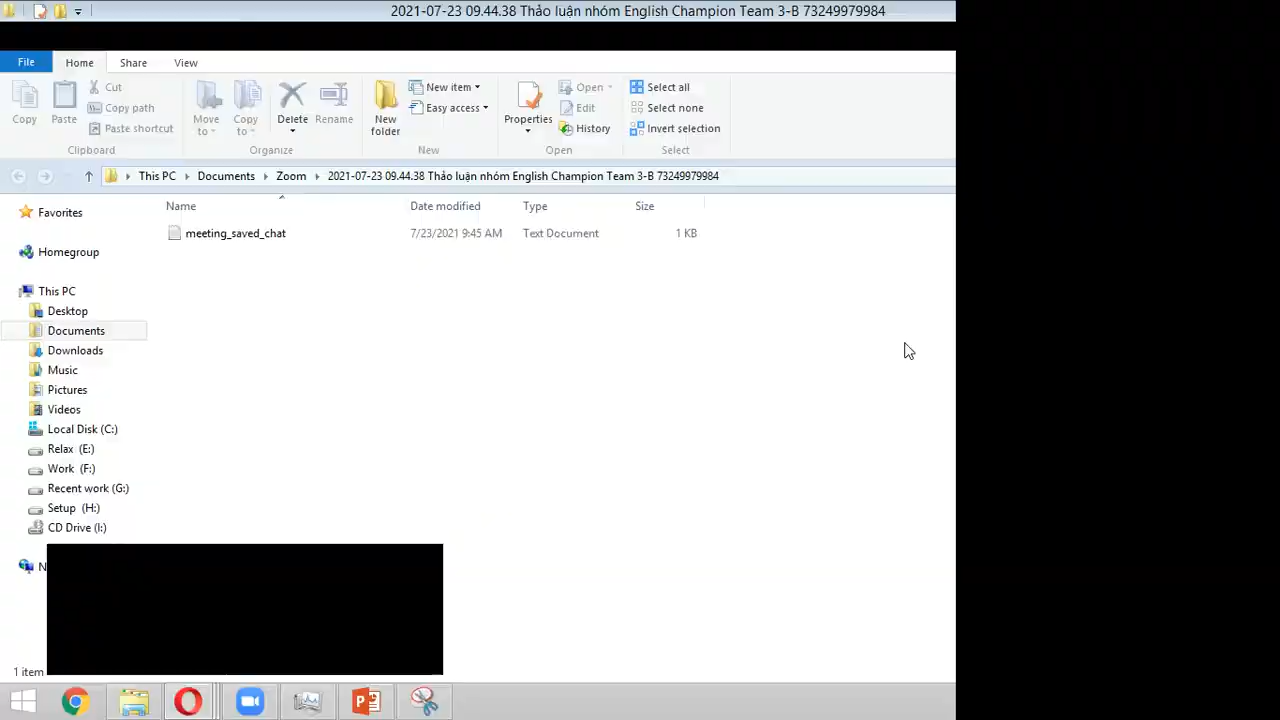 2021-07-23 09.44.38 Thảo luận nhóm English Champion Team 3-B 73249979984
File Home Share View
Copy
Paste
Cut
Copy path
Paste shortcut
Clipboard
Move to
Copy to
Delete
Rename
Organize
New folder
New item
Easy access
New
Properties
Open
Edit
History
Open
Select all
Select none
Invert selection
Select
This PC Documents Zoom 2021-07-23 09.44.38 Thảo luận nhóm English Champion Team 3-B 73249979984
Name Date modified Type Size
meeting_saved_chat 7/23/2021 9:45 AM Text Document 1 KB
Favorites
Homegroup
This PC
Desktop
Documents
Downloads
Music
Pictures
Videos
Local Disk (C:)
Relax (E:)
Work (F:)
Recent work (G:)
Setup (H:)
CD Drive (I:)
N
1 item